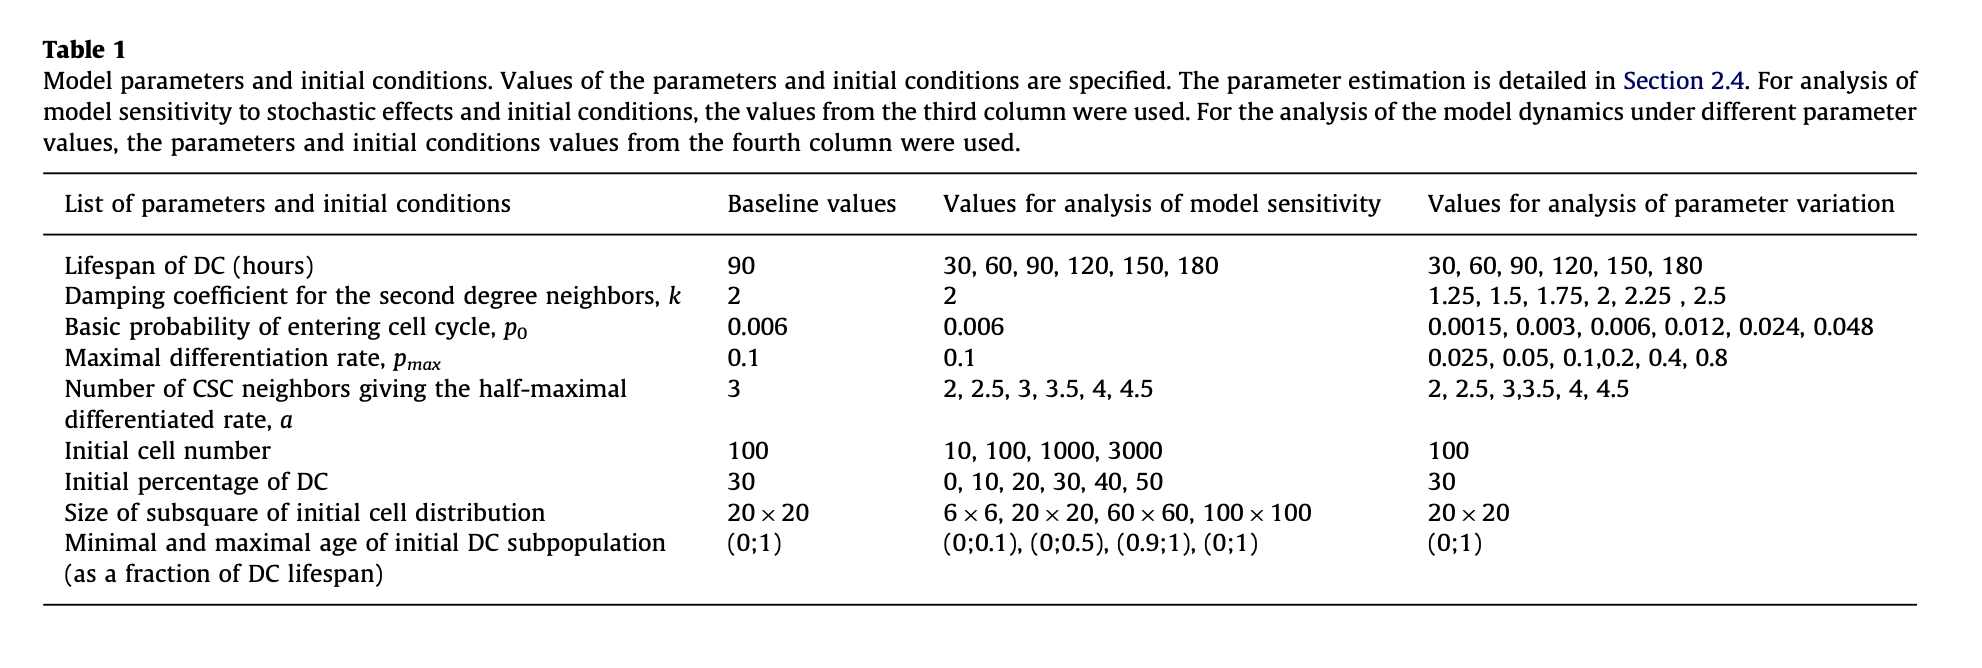 Table 1
Model parameters and initial conditions. Values of the parameters and initial conditions are specified. The parameter estimation is detailed in Section 2.4. For analysis of
model sensitivity to stochastic effects and initial conditions, the values from the third column were used. For the analysis of the model dynamics under different parameter
values, the parameters and initial conditions values from the fourth column were used.
List of parameters and initial conditions Baseline values Values for analysis of model sensitivity Values for analysis of parameter variation
Lifespan of DC (hours) 90 30, 60, 90, 120, 150, 180 30, 60, 90, 120, 150, 180
Damping coefficient for the second degree neighbors, k 2 2 1.25, 1.5, 1.75, 2, 2.25 , 2.5
Basic probability of entering cell cycle, p0 0.006 0.006 0.0015, 0.003, 0.006, 0.012, 0.024, 0.048
Maximal differentiation rate, pmax 0.1 0.1 0.025, 0.05, 0.1,0.2, 0.4, 0.8
Number of CSC neighbors giving the half-maximal 3 2, 2.5, 3, 3.5, 4, 4.5 2, 2.5, 3,3.5, 4, 4.5
differentiated rate, a
Initial cell number 100 10, 100, 1000, 3000 100
Initial percentage of DC 30 0, 10, 20, 30, 40, 50 30
Size of subsquare of initial cell distribution 20 × 20 6 × 6, 20 × 20, 60 × 60, 100 × 100 20 × 20
Minimal and maximal age of initial DC subpopulation (0;1) (0;0.1), (0;0.5), (0.9;1), (0;1) (0;1)
(as a fraction of DC lifespan)